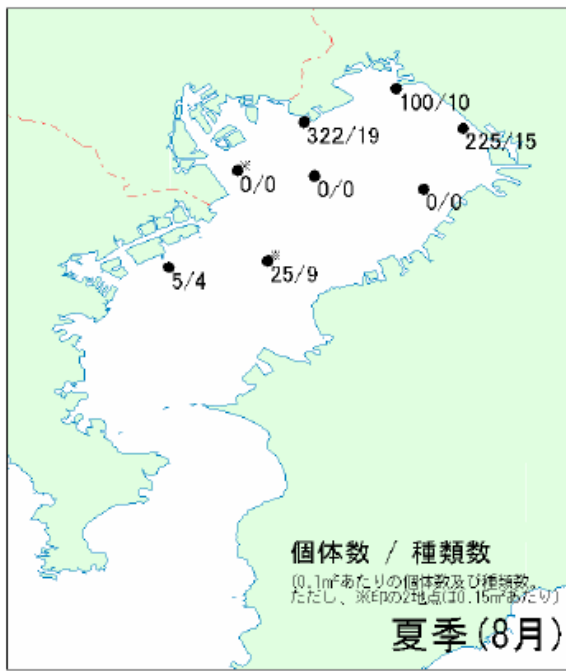 100/10
322/19
225/15
※
0/0
0/0
0/0
※
25/9
5/4
個体数 / 種類数
(0.1㎡あたりの個体数及び種類数。
ただし、※印の2地点は0.15㎡あたり)
夏季(8月)